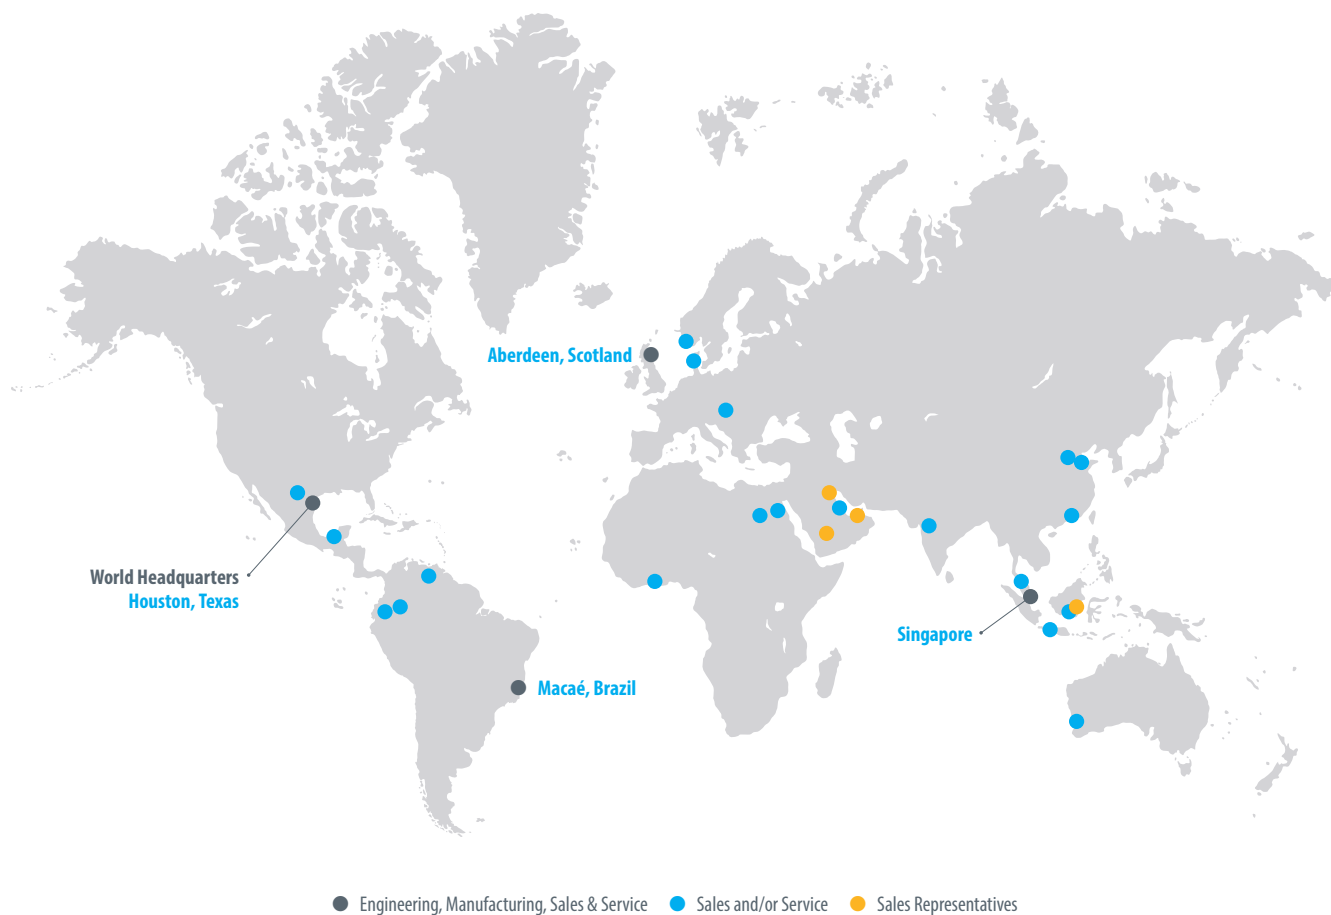 Aberdeen, Scotland
World Headquarters
Houston, Texas
Singapore
Macaé, Brazil
Engineering, Manufacturing, Sales & Service
Sales and/or Service
Sales Representatives